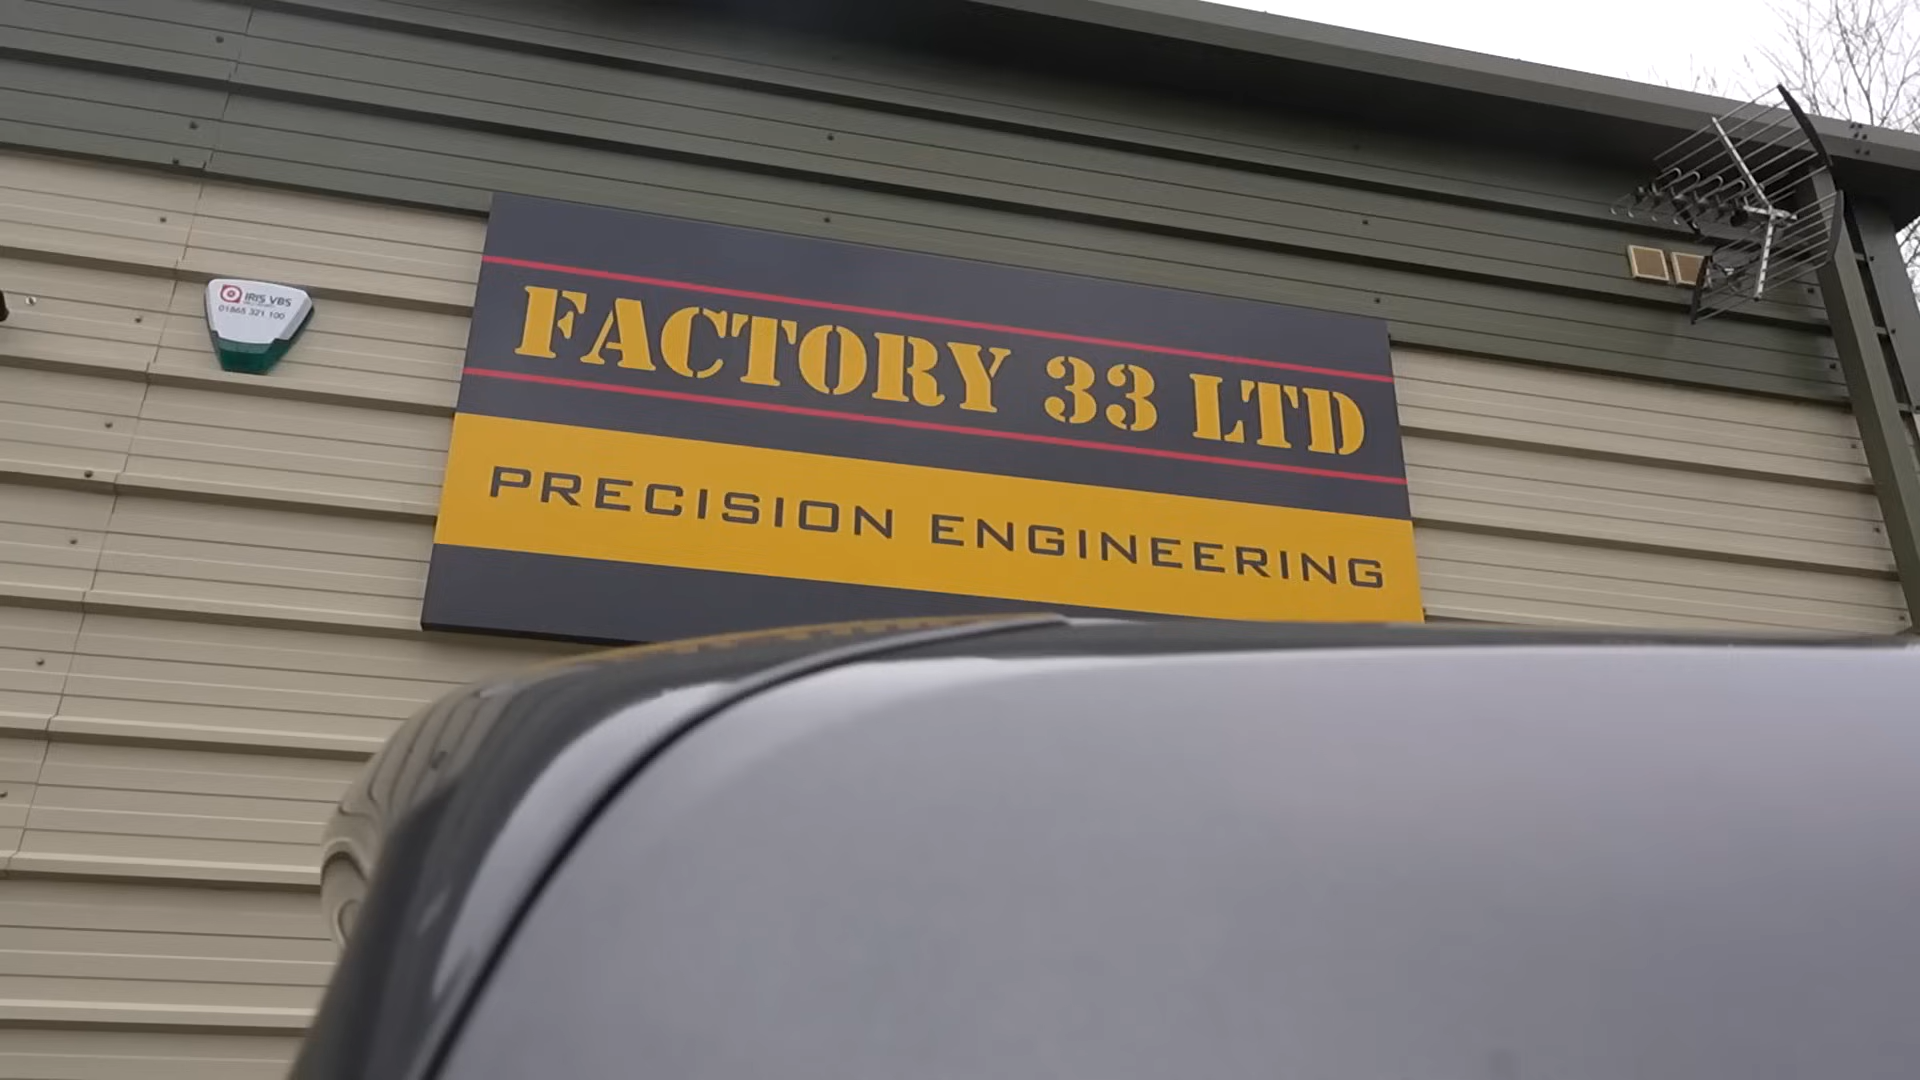 IRIS VBS
01865 321 100
FACTORY 33 LTD
PRECISION ENGINEERING